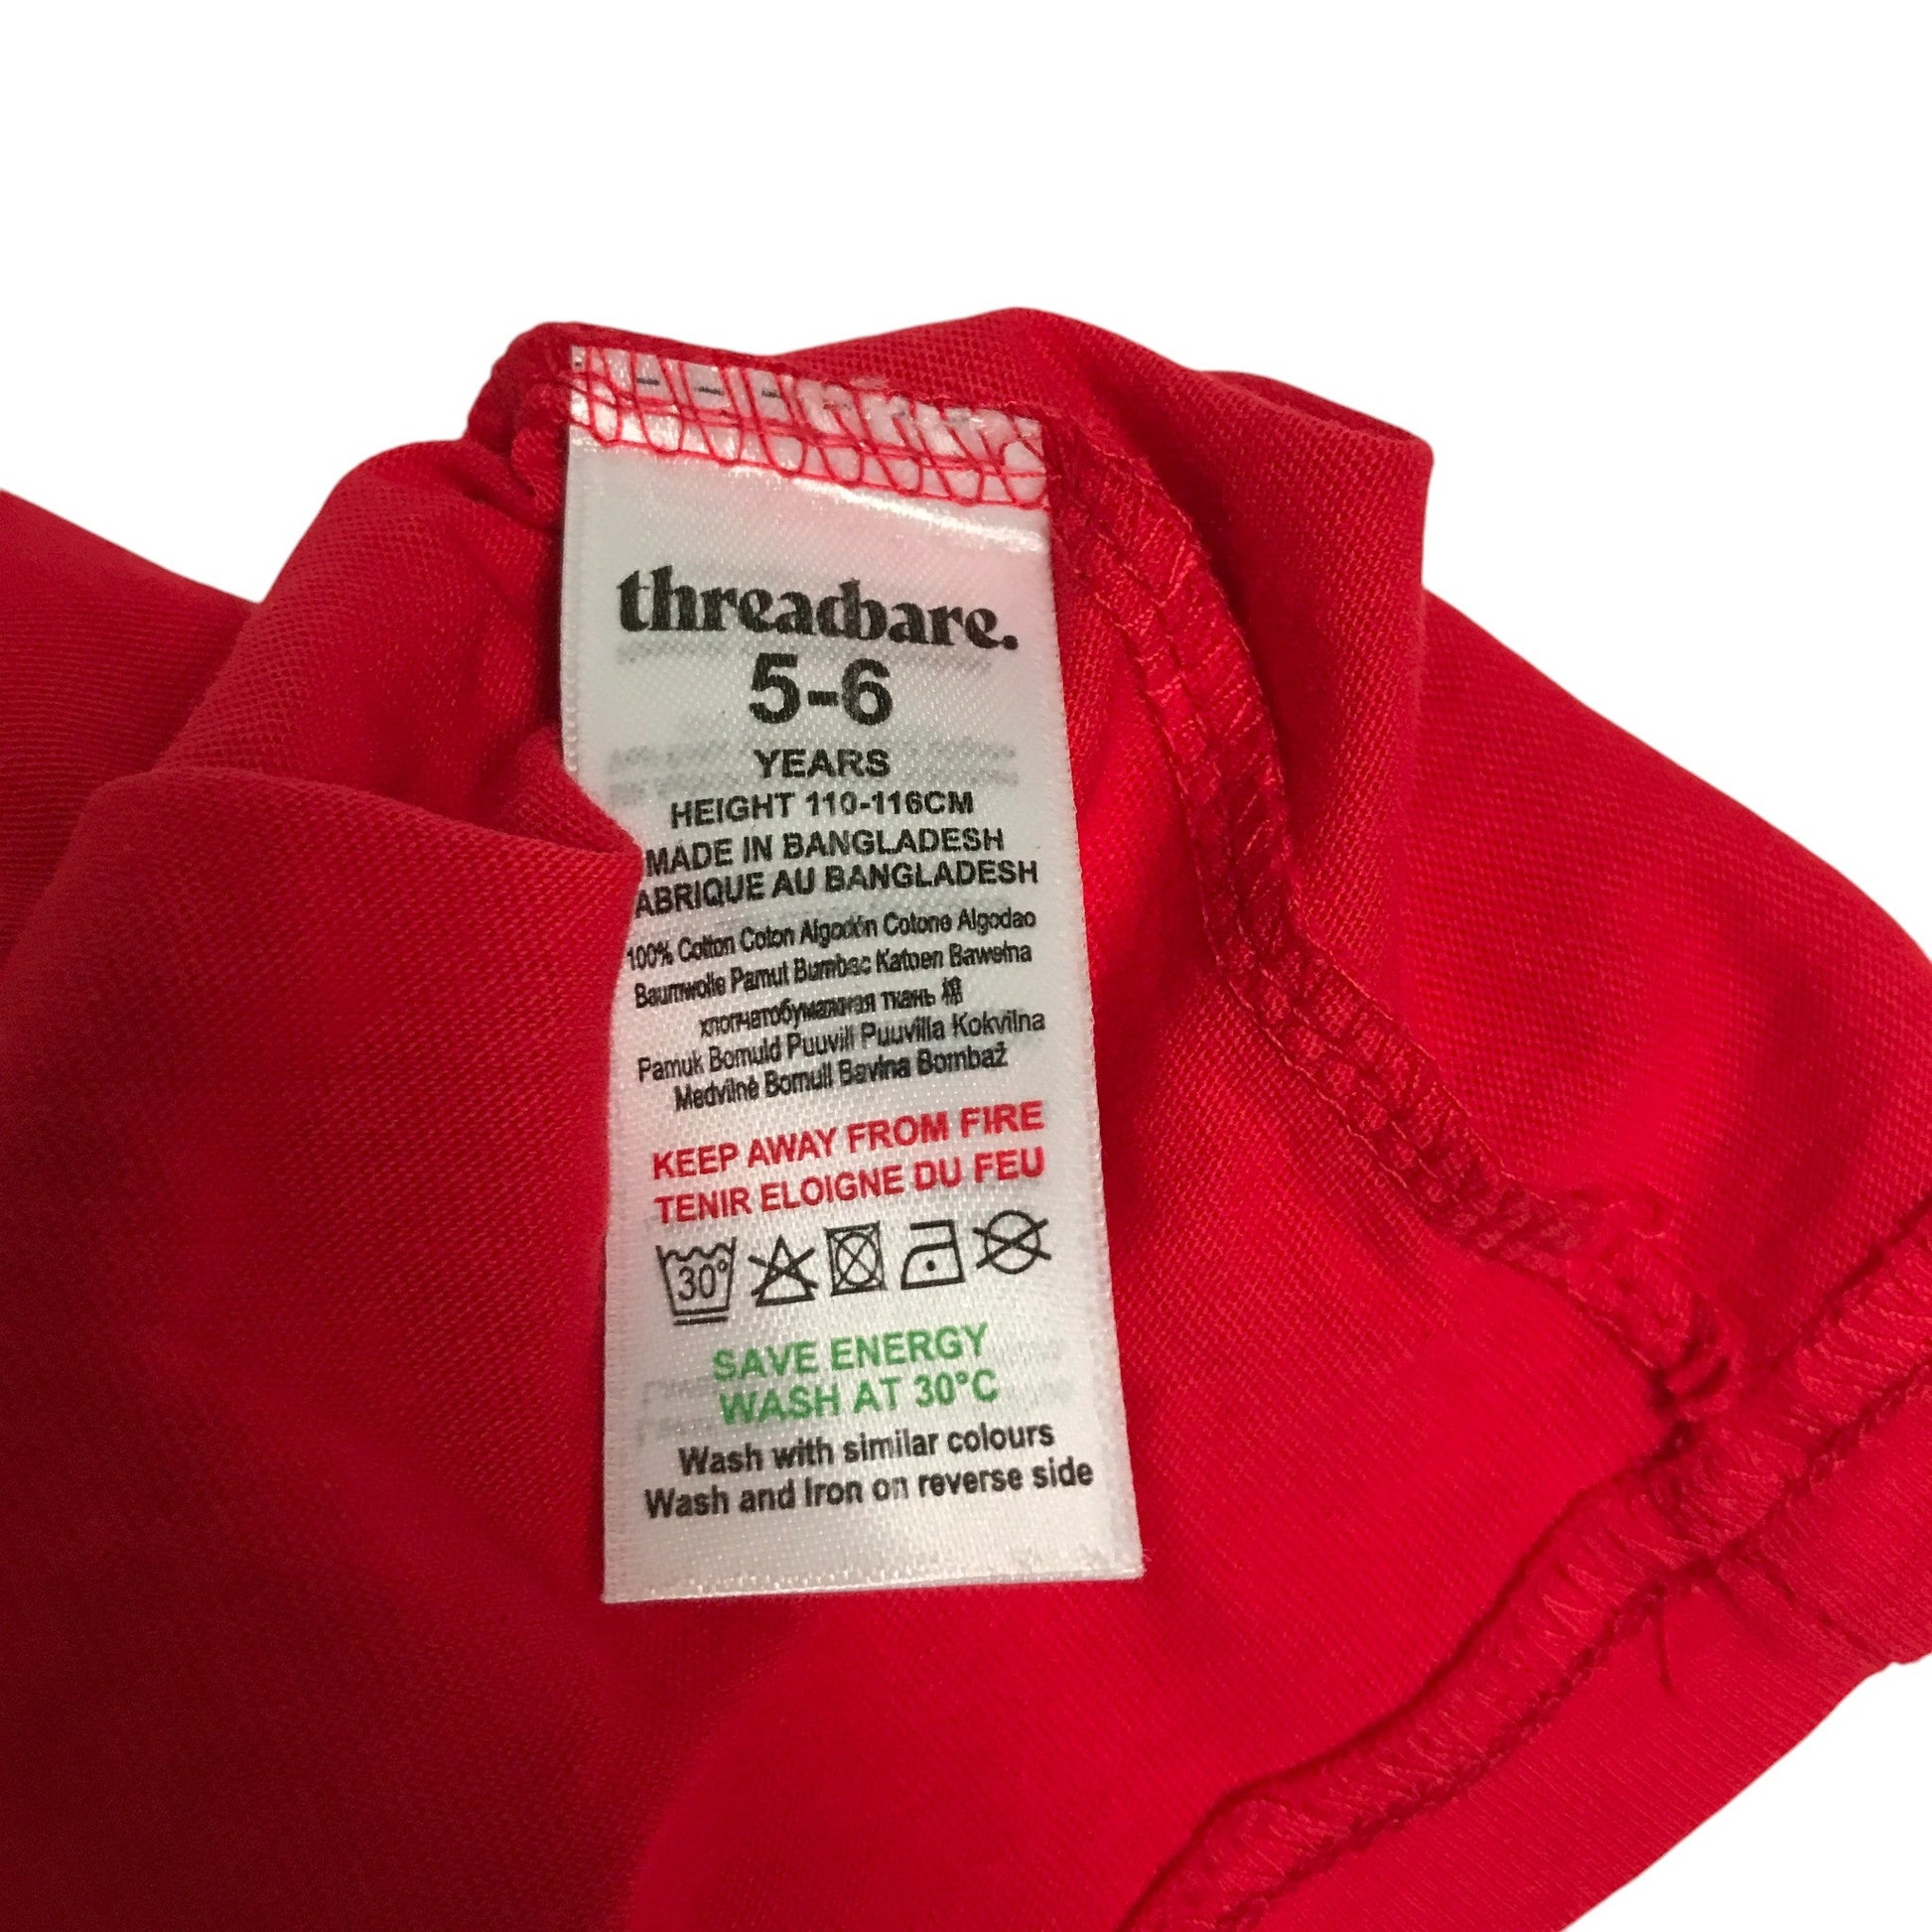 threadbare.
5-6
YEARS
HEIGHT 110-116CM
MADE IN BANGLADESH
ABRIQUE AU BANGLADESH
100% Cotton Coton Algodón Cotone Algodao
Baumwolle Pamut Bumbac Katoen Bawełna
хлопчатобумажная ткань 棉
Pamuk Bomuld Puuvill Puuvilla Kokvilna
Medvilnė Bomull Bavlna Bombaž
KEEP AWAY FROM FIRE
TENIR ELOIGNE DU FEU
30°
SAVE ENERGY
WASH AT 30°C
Wash with similar colours
Wash and Iron on reverse side